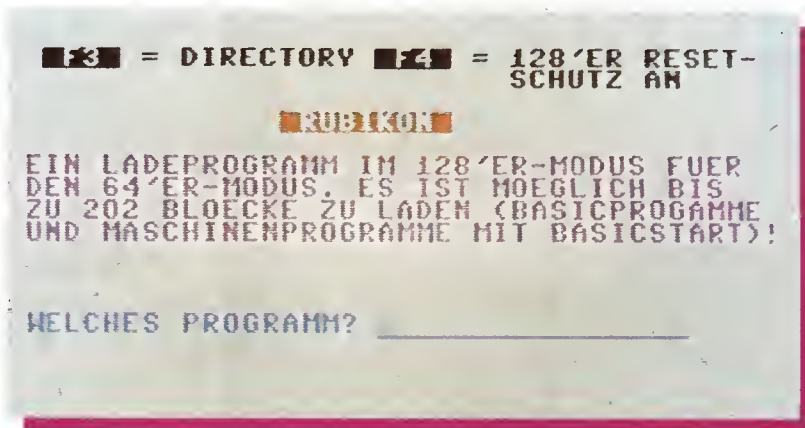 F3 = DIRECTORY F4 = 128'ER RESET-
SCHUTZ AN
RUBIKON
EIN LADEPROGRAMM IM 128'ER-MODUS FUER
DEN 64'ER-MODUS. ES IST MOEGLICH BIS
ZU 202 BLOECKE ZU LADEN (BASICPROGAMME
UND MASCHINENPROGRAMME MIT BASICSTART)!
WELCHES PROGRAMM?